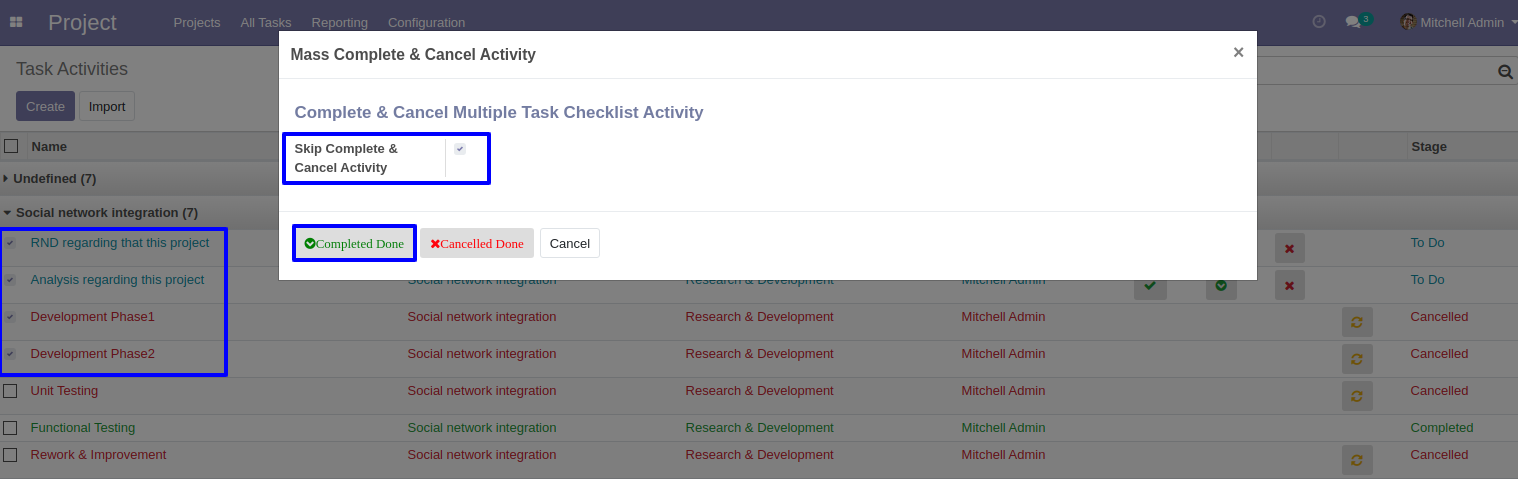 Project Projects All Tasks Reporting Configuration 3 Mitchell Admin
Mass Complete & Cancel Activity ×
Task Activities
Create Import
Complete & Cancel Multiple Task Checklist Activity
Skip Complete &
Cancel Activity
Completed Done Cancelled Done Cancel
Name Stage
Undefined (7)
Social network integration (7)
RND regarding that this project To Do
Analysis regarding this project Social network integration Research & Development Mitchell Admin To Do
Development Phase1 Social network integration Research & Development Mitchell Admin Cancelled
Development Phase2 Social network integration Research & Development Mitchell Admin Cancelled
Unit Testing Social network integration Research & Development Mitchell Admin Cancelled
Functional Testing Social network integration Research & Development Mitchell Admin Completed
Rework & Improvement Social network integration Research & Development Mitchell Admin Cancelled